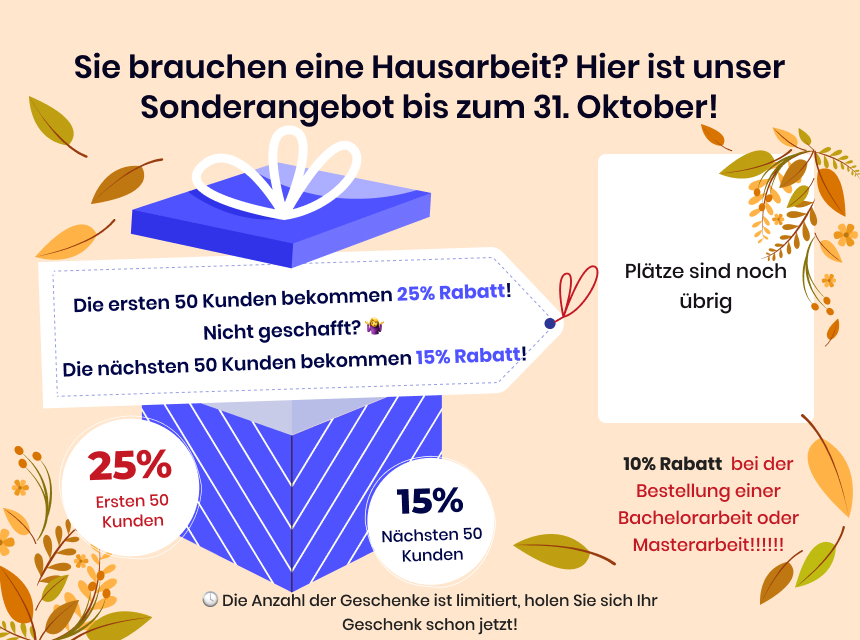 Sie brauchen eine Hausarbeit? Hier ist unser
Sonderangebot bis zum 31. Oktober!
Die ersten 50 Kunden bekommen 25% Rabatt!
Nicht geschafft? 🤷‍♀️
Die nächsten 50 Kunden bekommen 15% Rabatt!
Plätze sind noch
übrig
25%
Ersten 50
Kunden
15%
Nächsten 50
Kunden
10% Rabatt bei der
Bestellung einer
Bachelorarbeit oder
Masterarbeit!!!!!!
🕓 Die Anzahl der Geschenke ist limitiert, holen Sie sich Ihr
Geschenk schon jetzt!